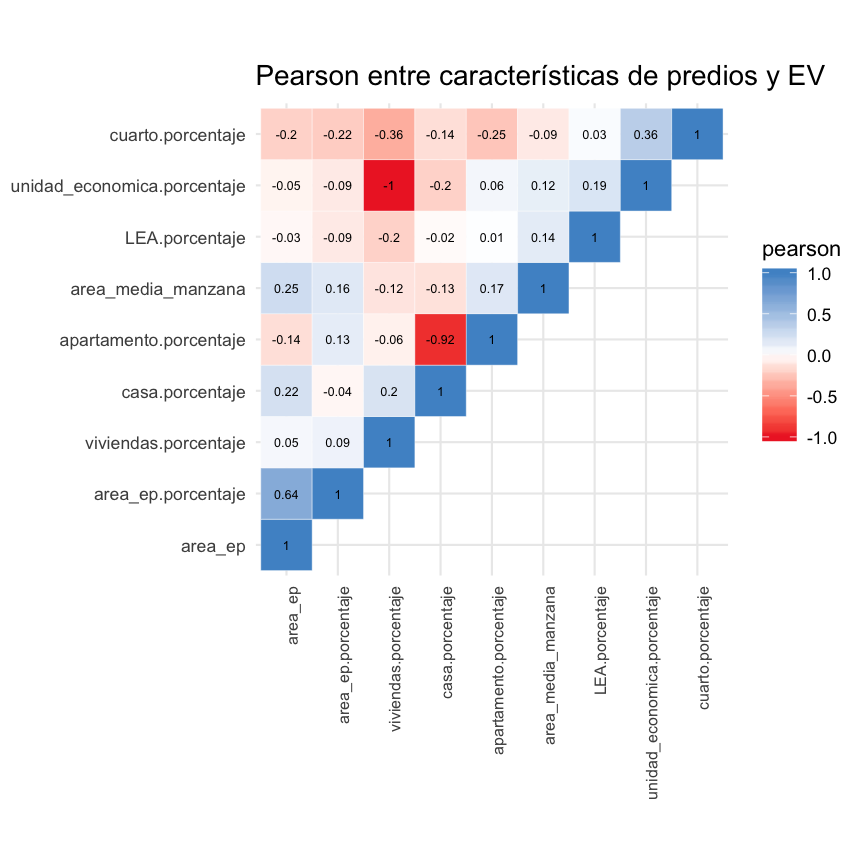 Pearson entre características de predios y EV
cuarto.porcentaje -0.2 -0.22 -0.36 -0.14 -0.25 -0.09 0.03 0.36 1
unidad_economica.porcentaje -0.05 -0.09 -1 -0.2 0.06 0.12 0.19 1
LEA.porcentaje -0.03 -0.09 -0.2 -0.02 0.01 0.14 1
area_media_manzana 0.25 0.16 -0.12 -0.13 0.17 1
apartamento.porcentaje -0.14 0.13 -0.06 -0.92 1
casa.porcentaje 0.22 -0.04 0.2 1
viviendas.porcentaje 0.05 0.09 1
area_ep.porcentaje 0.64 1
area_ep 1
area_ep
area_ep.porcentaje
viviendas.porcentaje
casa.porcentaje
apartamento.porcentaje
area_media_manzana
LEA.porcentaje
unidad_economica.porcentaje
cuarto.porcentaje
pearson
1.0
0.5
0.0
-0.5
-1.0